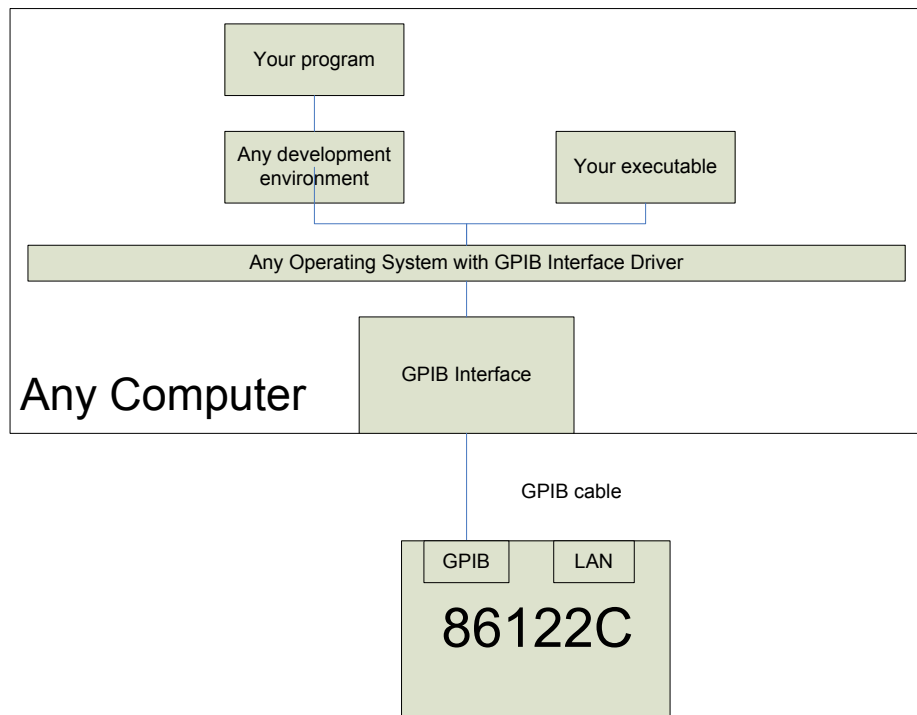 Your program
Any development
environment
Your executable
Any Operating System with GPIB Interface Driver
GPIB Interface
Any Computer
GPIB cable
GPIB
LAN
86122C